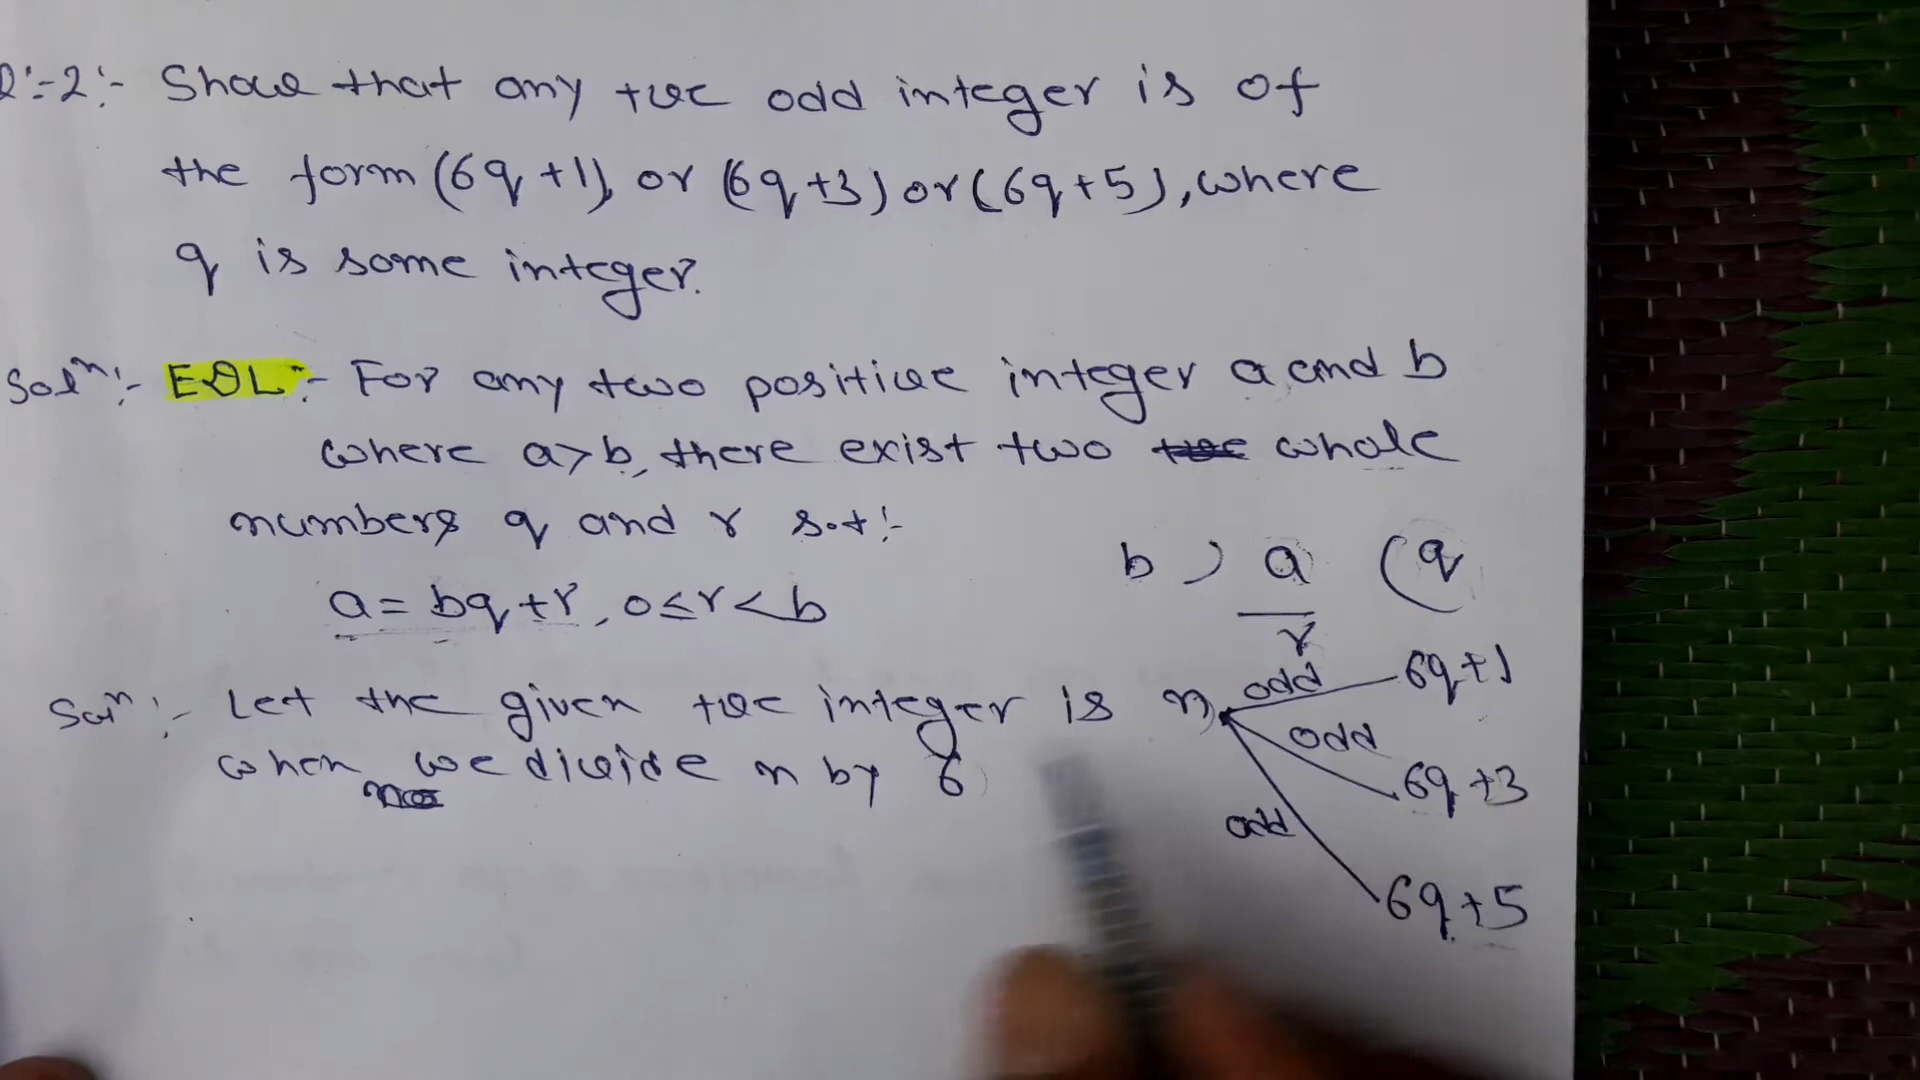 Q:-2:- Show that any +ve odd integer is of
the form (6q+1), or (6q+3) or (6q+5), where
q is some integer.
Solⁿ:- EDL:- For any two positive integer a and b
where a>b, there exist two whole
numbers q and r s.t:-
a = bq+r, 0≤r<b
b ) a ( q
r
Solⁿ:- Let the given +ve integer is n
when we divide n by 6
odd 6q+1
odd 6q+3
odd 6q+5